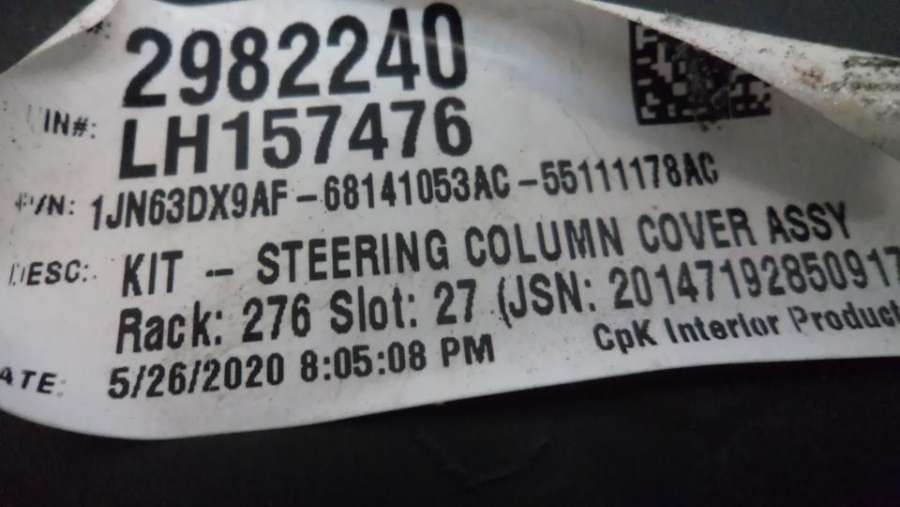 2982240
VIN#: LH157476
P/N: 1JN63DX9AF-68141053AC-55111178AC
DESC: KIT - STEERING COLUMN COVER ASSY
Rack: 276 Slot: 27 (JSN: 20147192850917
CpK Interior Product
ATE: 5/26/2020 8:05:08 PM